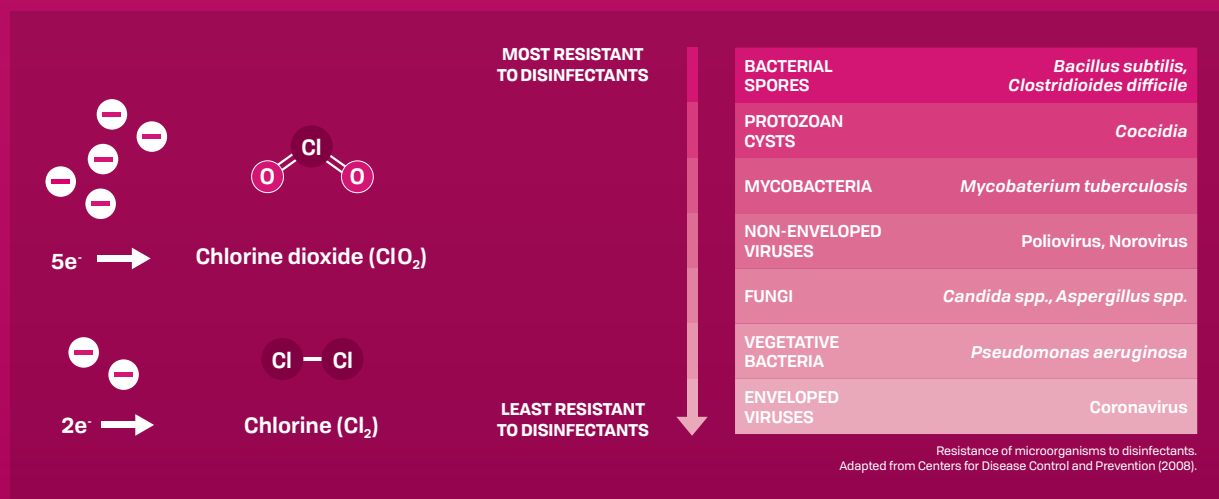 Cl
O O
5e⁻
Chlorine dioxide (ClO₂)
Cl Cl
2e⁻
Chlorine (Cl₂)
MOST RESISTANT
TO DISINFECTANTS
LEAST RESISTANT
TO DISINFECTANTS
BACTERIAL
SPORES
Bacillus subtilis,
Clostridioides difficile
PROTOZOAN
CYSTS
Coccidia
MYCOBACTERIA
Mycobaterium tuberculosis
NON-ENVELOPED
VIRUSES
Poliovirus, Norovirus
FUNGI
Candida spp., Aspergillus spp.
VEGETATIVE
BACTERIA
Pseudomonas aeruginosa
ENVELOPED
VIRUSES
Coronavirus
Resistance of microorganisms to disinfectants.
Adapted from Centers for Disease Control and Prevention (2008).